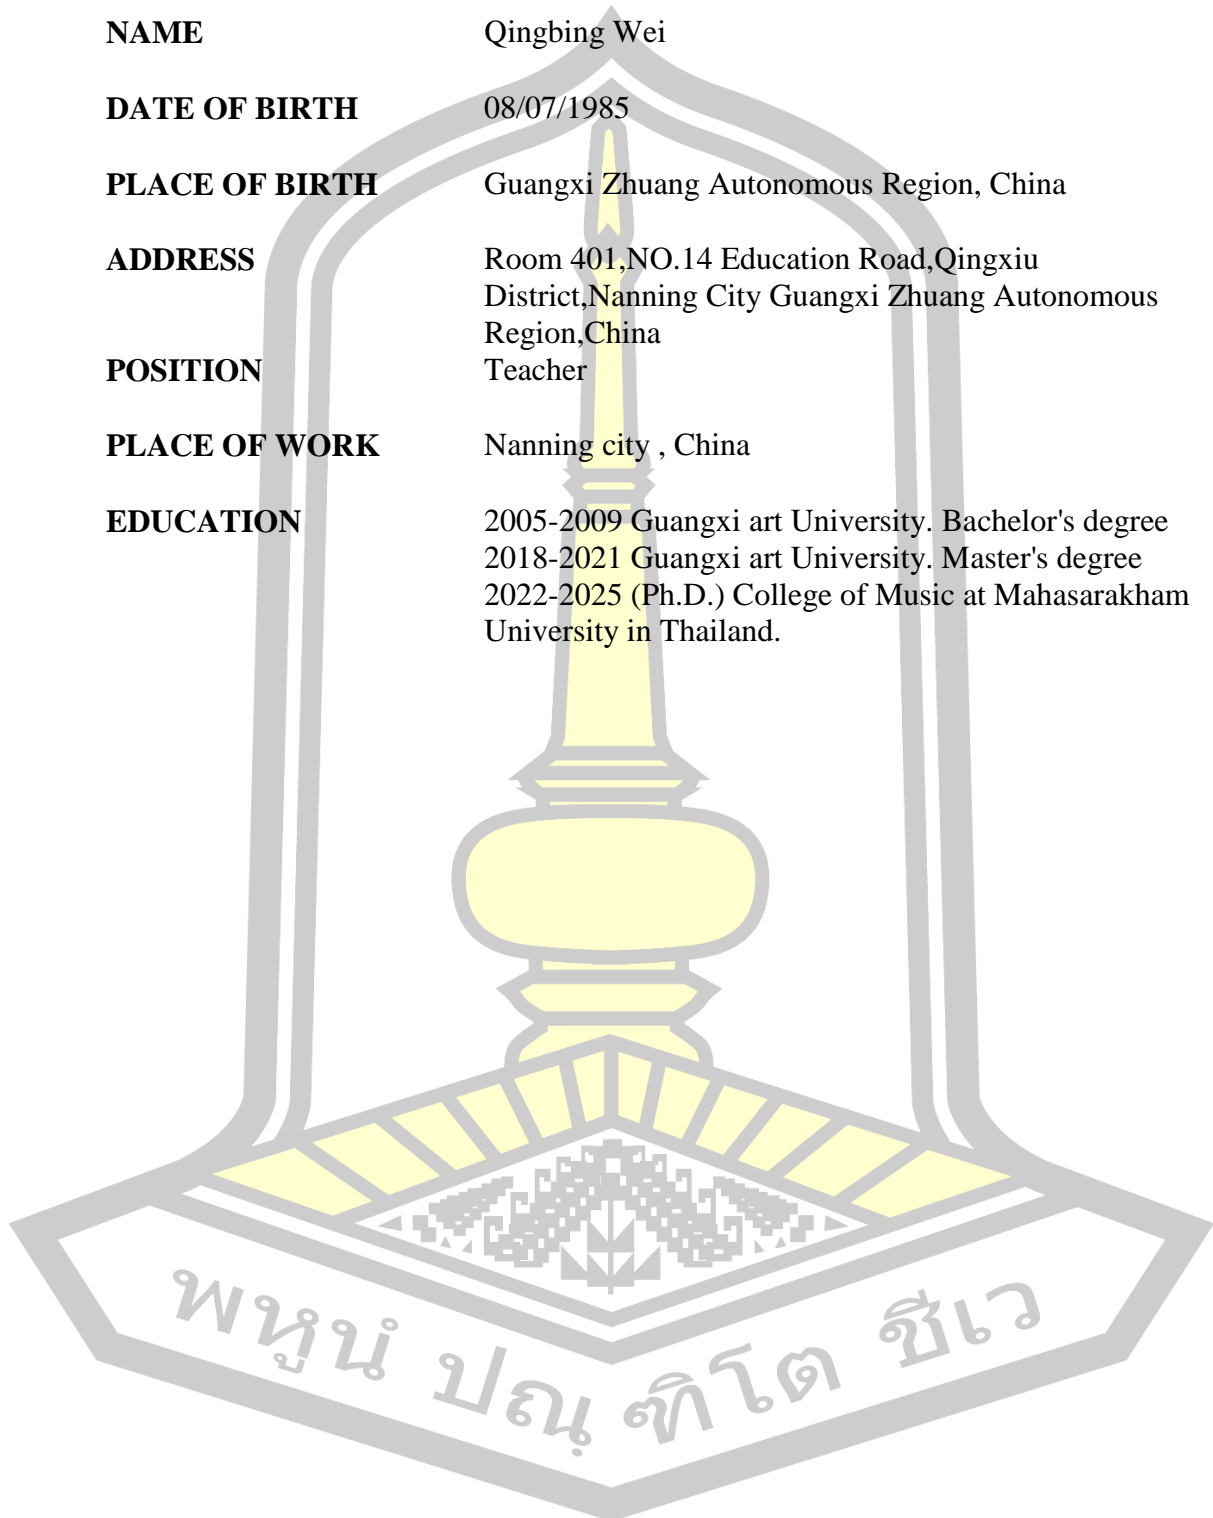 NAME Qingbing Wei
DATE OF BIRTH 08/07/1985
PLACE OF BIRTH Guangxi Zhuang Autonomous Region, China
ADDRESS Room 401,NO.14 Education Road,Qingxiu
District,Nanning City Guangxi Zhuang Autonomous
Region,China
POSITION Teacher
PLACE OF WORK Nanning city , China
EDUCATION 2005-2009 Guangxi art University. Bachelor's degree
2018-2021 Guangxi art University. Master's degree
2022-2025 (Ph.D.) College of Music at Mahasarakham
University in Thailand.
พหูนํ ปณฺฑิโต ชีเว